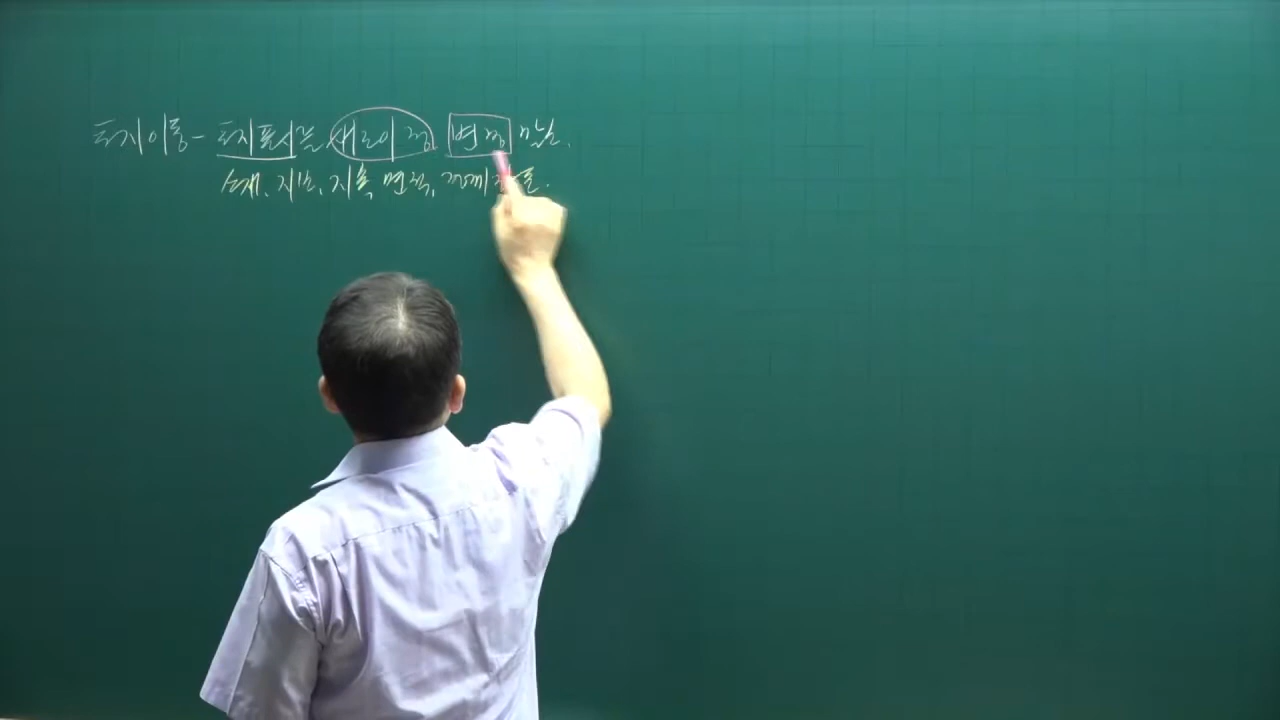 토지이동 - 토지표시를 새로이 정 변경 말소.
소재, 지번, 지목, 면적, 경계